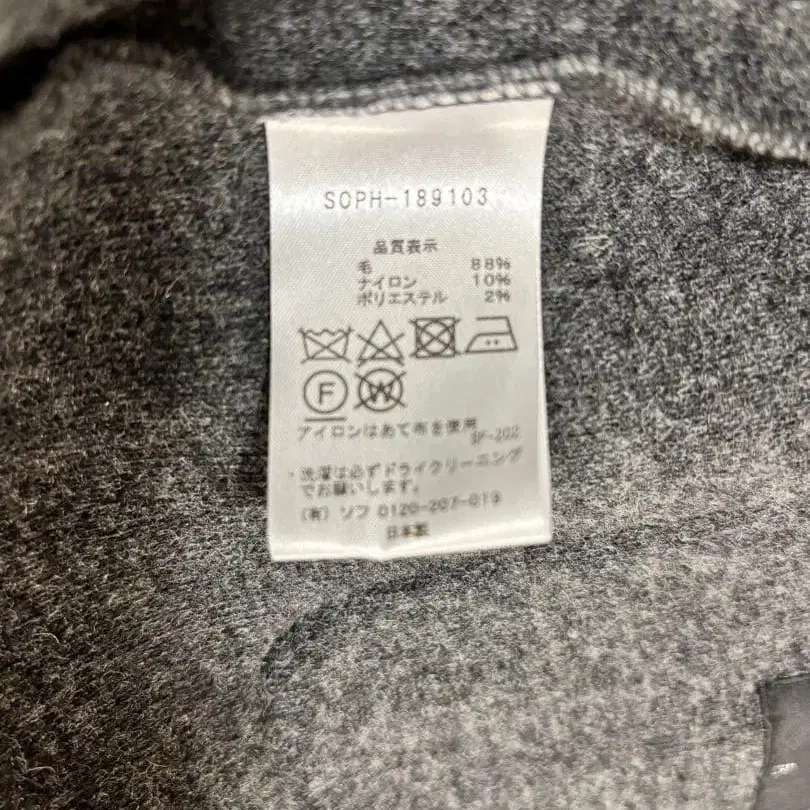 SOPH-189103
品質表示
毛 88%
ナイロン 10%
ポリエステル 2%
F W
アイロンはあて布を使用 DF-202
・洗濯は必ずドライクリーニング
でお願いします。
(有) ソフ 0120-207-019
日本製